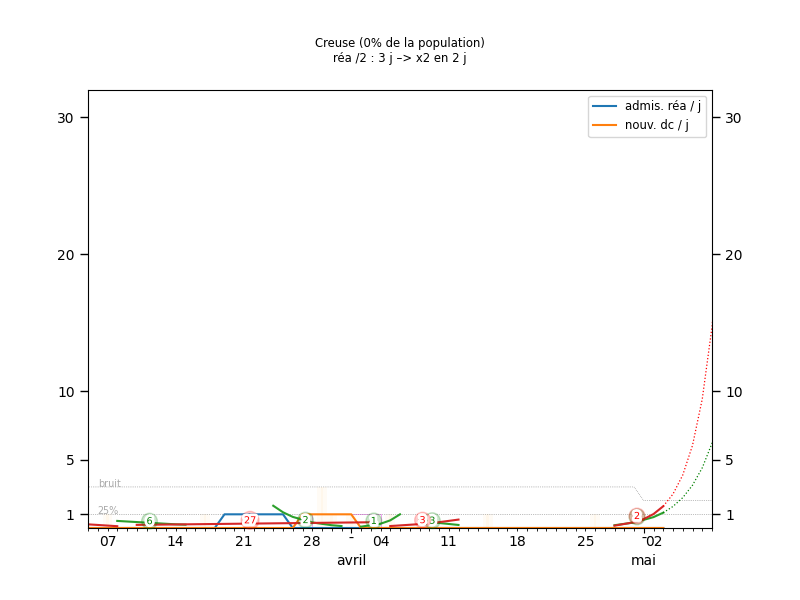 Creuse (0% de la population)
réa /2 : 3 j –> x2 en 2 j
admis. réa / j
nouv. dc / j
30 30
20 20
10 10
5 5
bruit
25%
1 1
6 27 2 1 3 3 2
07 14 21 28 - 04 11 18 25 - 02
avril mai